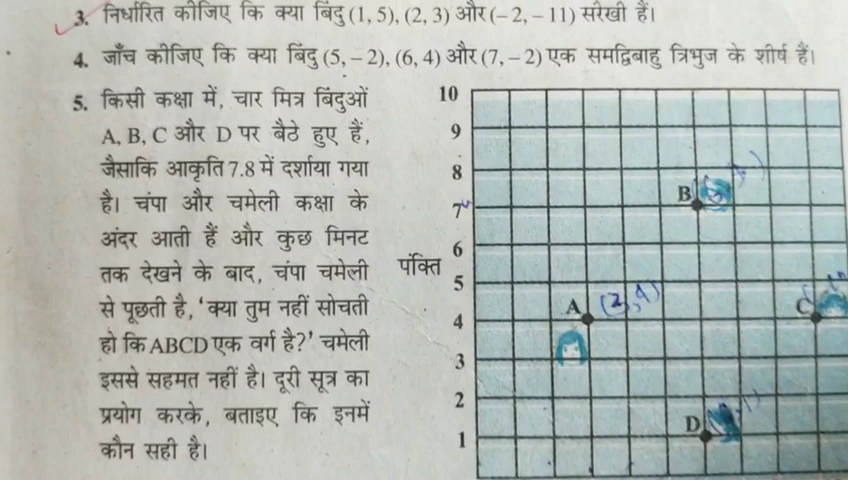 3. निर्धारित कीजिए कि क्या बिंदु (1, 5), (2, 3) और (– 2, – 11) सरेखी हैं।
4. जाँच कीजिए कि क्या बिंदु (5, – 2), (6, 4) और (7, – 2) एक समद्विबाहु त्रिभुज के शीर्ष हैं।
5. किसी कक्षा में, चार मित्र बिंदुओं
A, B, C और D पर बैठे हुए हैं,
जैसाकि आकृति 7.8 में दर्शाया गया
है। चंपा और चमेली कक्षा के
अंदर आती हैं और कुछ मिनट
तक देखने के बाद, चंपा चमेली
से पूछती है, ‘क्या तुम नहीं सोचती
हो कि ABCD एक वर्ग है?’ चमेली
इससे सहमत नहीं है। दूरी सूत्र का
प्रयोग करके, बताइए कि इनमें
कौन सही है।
10
9
8
B
7
6
पंक्ति
5
A (3,4)
C
4
3
2
D
1